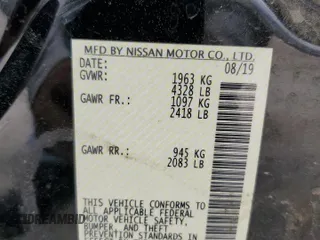 MFD BY NISSAN MOTOR CO., LTD.
DATE: 08/19
GVWR: 1963 KG
4328 LB
GAWR FR.: 1097 KG
2418 LB
GAWR RR.: 945 KG
2083 LB
THIS VEHICLE CONFORMS TO
ALL APPLICABLE FEDERAL
MOTOR VEHICLE SAFETY,
BUMPER, AND THEFT
PREVENTION STANDARDS IN
DREAMBID